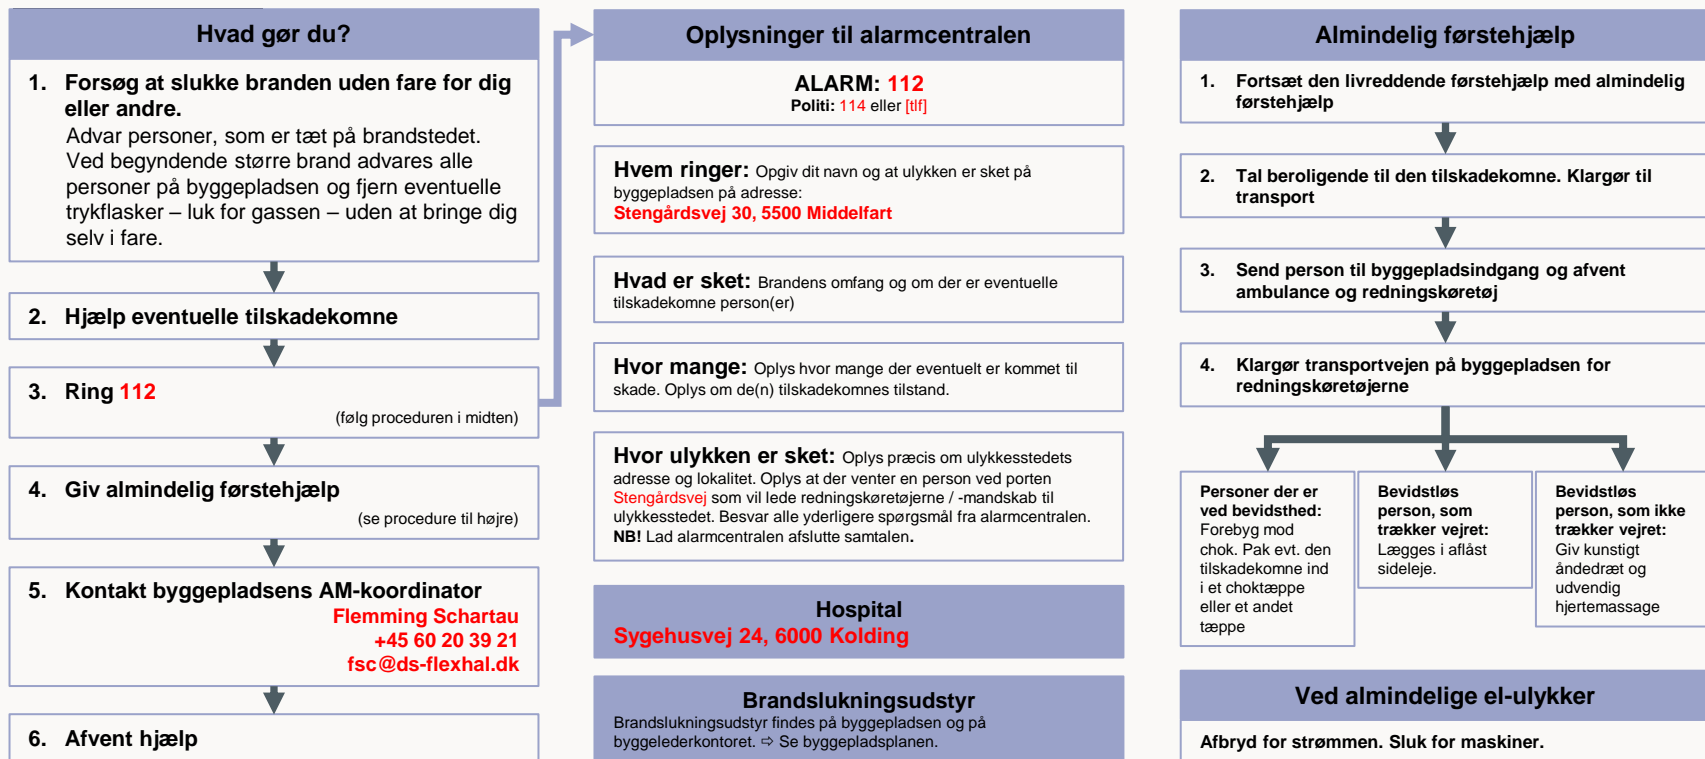 Hvad gør du?
1. Forsøg at slukke branden uden fare for dig
eller andre.
Advar personer, som er tæt på brandstedet.
Ved begyndende større brand advares alle
personer på byggepladsen og fjern eventuelle
trykflasker – luk for gassen – uden at bringe dig
selv i fare.
2. Hjælp eventuelle tilskadekomne
3. Ring 112
(følg proceduren i midten)
4. Giv almindelig førstehjælp
(se procedure til højre)
5. Kontakt byggepladsens AM-koordinator
Flemming Schartau
+45 60 20 39 21
fsc@ds-flexhal.dk
6. Afvent hjælp
Oplysninger til alarmcentralen
ALARM: 112
Politi: 114 eller [tlf]
Hvem ringer: Opgiv dit navn og at ulykken er sket på
byggepladsen på adresse:
Stengårdsvej 30, 5500 Middelfart
Hvad er sket: Brandens omfang og om der er eventuelle
tilskadekomne person(er)
Hvor mange: Oplys hvor mange der eventuelt er kommet til
skade. Oplys om de(n) tilskadekomnes tilstand.
Hvor ulykken er sket: Oplys præcis om ulykkesstedets
adresse og lokalitet. Oplys at der venter en person ved porten
Stengårdsvej som vil lede redningskøretøjerne / -mandskab til
ulykkesstedet. Besvar alle yderligere spørgsmål fra alarmcentralen.
NB! Lad alarmcentralen afslutte samtalen.
Hospital
Sygehusvej 24, 6000 Kolding
Brandslukningsudstyr
Brandslukningsudstyr findes på byggepladsen og på
byggelederkontoret. ⇨ Se byggepladsplanen.
Almindelig førstehjælp
1. Fortsæt den livreddende førstehjælp med almindelig
førstehjælp
2. Tal beroligende til den tilskadekomne. Klargør til
transport
3. Send person til byggepladsindgang og afvent
ambulance og redningskøretøj
4. Klargør transportvejen på byggepladsen for
redningskøretøjerne
Personer der er
ved bevidsthed:
Forebyg mod
chok. Pak evt. den
tilskadekomne ind
i et choktæppe
eller et andet
tæppe
Bevidstløs
person, som
trækker vejret:
Lægges i aflåst
sideleje.
Bevidstløs
person, som ikke
trækker vejret:
Giv kunstigt
åndedræt og
udvendig
hjertemassage
Ved almindelige el-ulykker
Afbryd for strømmen. Sluk for maskiner.